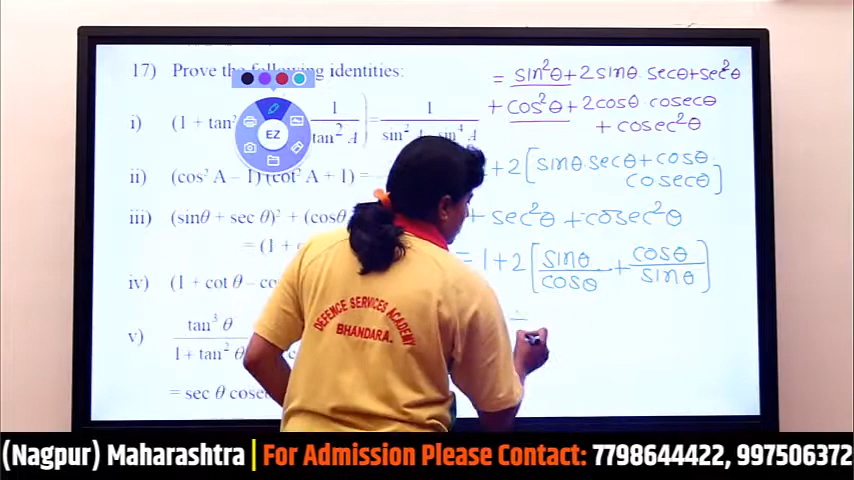 17) Prove the following identities:
i) (1 + tan²
1
tan² A
= 1
sin² A sin⁴ A
ii) (cos² A – 1) (cot² A + 1) =
iii) (sinθ + sec θ)² + (cosθ
= (1 +
iv) (1 + cot θ – co
v) tan³ θ
1 + tan² θ
= sec θ cosec
= sin²θ + 2 sinθ · secθ + sec²θ
+ cos²θ + 2cosθ · cosecθ
+ cosec²θ
+ 2 [ sinθ · secθ + cosθ ·
cosecθ ]
+ sec²θ + cosec²θ
= 1 + 2 [ sinθ/cosθ + cosθ/sinθ ]
EZ
DEFENCE SERVICES ACADEMY
BHANDARA.
(Nagpur) Maharashtra | For Admission Please Contact: 7798644422, 997506372